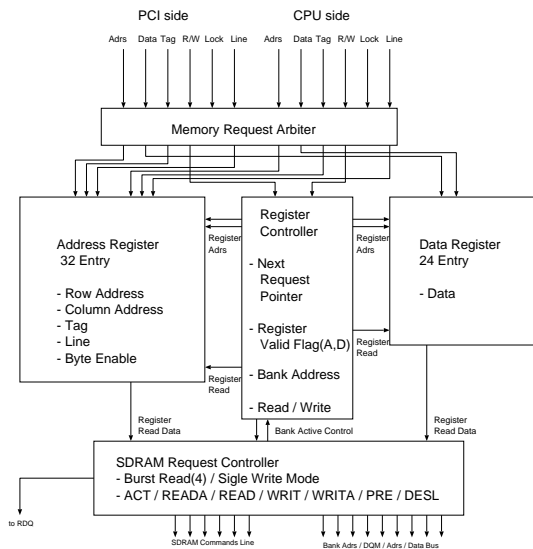 PCI side CPU side
Adrs Data Tag R/W Lock Line Adrs Data Tag R/W Lock Line
Memory Request Arbiter
Address Register
32 Entry
- Row Address
- Column Address
- Tag
- Line
- Byte Enable
Register
Adrs
Register
Read
Register
Controller
- Next
Request
Pointer
- Register
Valid Flag(A,D)
- Bank Address
- Read / Write
Register
Adrs
Register
Read
Data Register
24 Entry
- Data
Register
Read Data
Bank Active Control
Register
Read Data
SDRAM Request Controller
- Burst Read(4) / Sigle Write Mode
- ACT / READA / READ / WRIT / WRITA / PRE / DESL
to RDQ
SDRAM Commands Line
Bank Adrs / DQM / Adrs / Data Bus